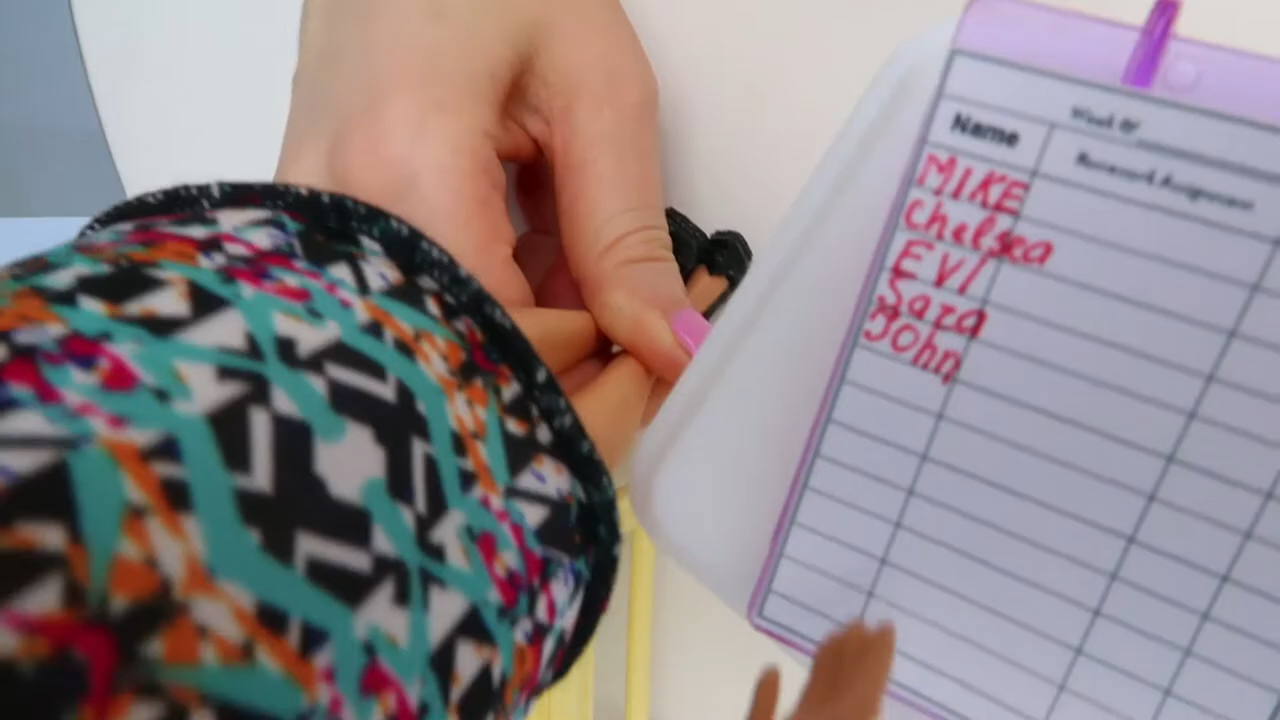 Week Of
Name
Homework Assignment
MIKE
Chelsea
EVI
Sara
John